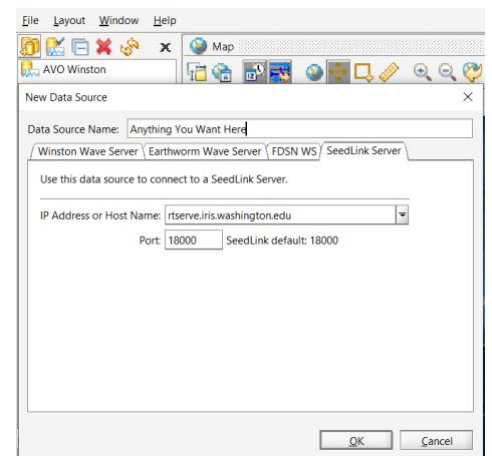 File Layout Window Help
Map
AVO Winston
New Data Source
Data Source Name: Anything You Want Here
Winston Wave Server Earthworm Wave Server FDSN WS SeedLink Server
Use this data source to connect to a SeedLink Server.
IP Address or Host Name: rtserve.iris.washington.edu
Port: 18000 SeedLink default: 18000
OK Cancel